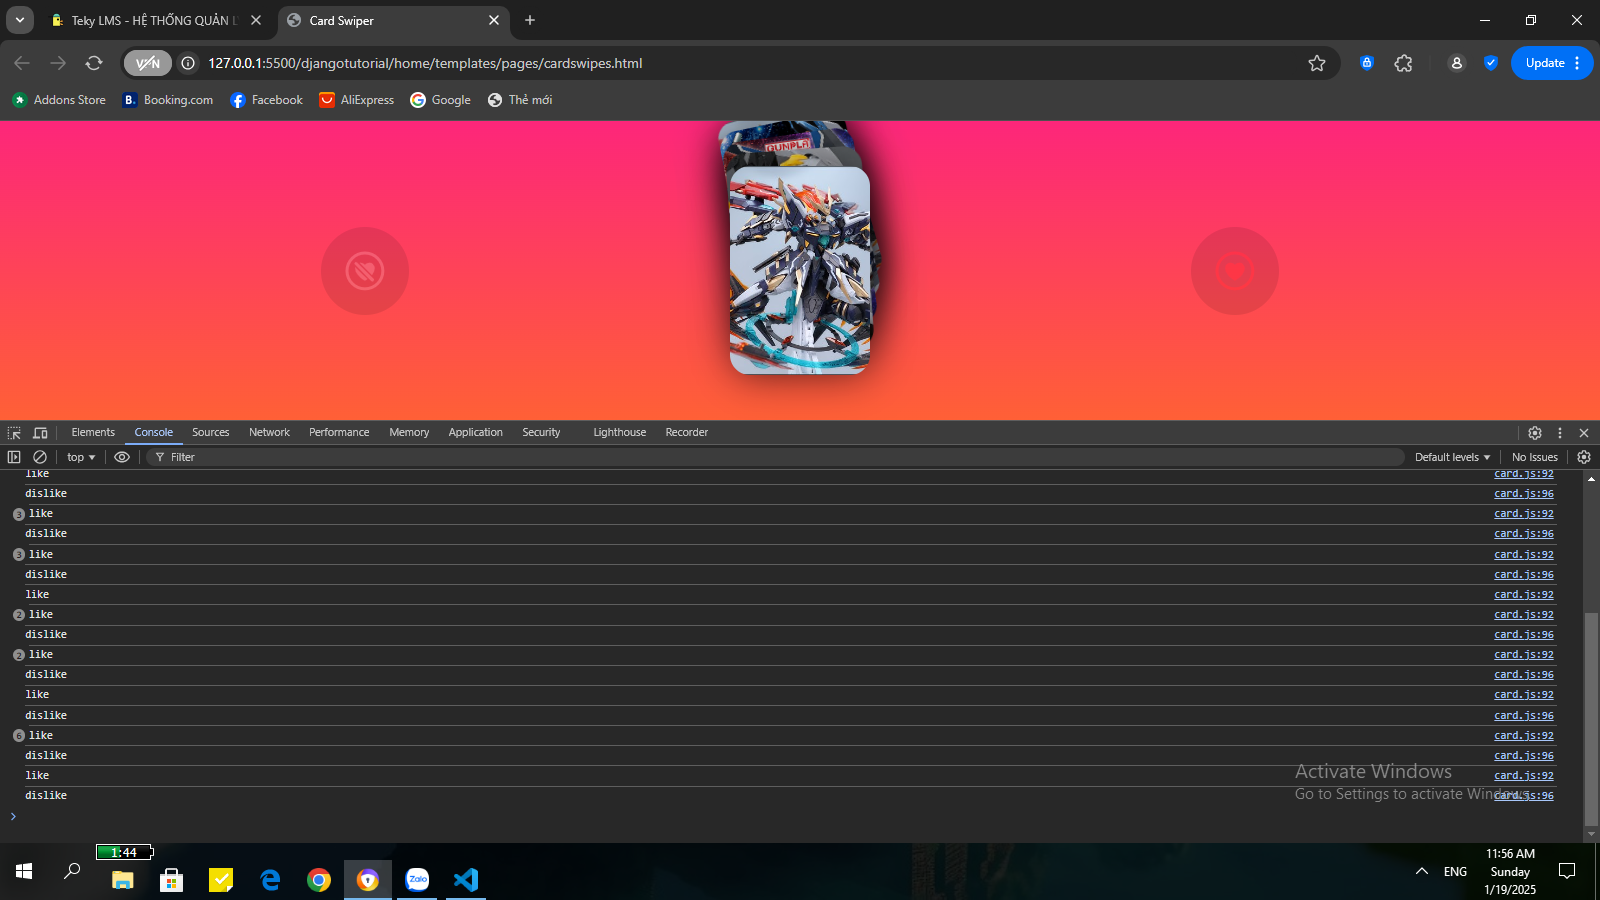 Teky LMS - HỆ THỐNG QUẢN L
Card Swiper
VPN
127.0.0.1:5500/djangotutorial/home/templates/pages/cardswipes.html
Update
Addons Store
Booking.com
Facebook
AliExpress
Google
Thẻ mới
GUNPLA
Elements
Console
Sources
Network
Performance
Memory
Application
Security
Lighthouse
Recorder
top
Filter
Default levels
No Issues
like card.js:92
dislike card.js:96
3 like card.js:92
dislike card.js:96
3 like card.js:92
dislike card.js:96
like card.js:92
2 like card.js:92
dislike card.js:96
2 like card.js:92
dislike card.js:96
like card.js:92
dislike card.js:96
6 like card.js:92
dislike card.js:96
like card.js:92
dislike card.js:96
Activate Windows
Go to Settings to activate Windows.
1:44
Zalo
ENG
11:56 AM
Sunday
1/19/2025